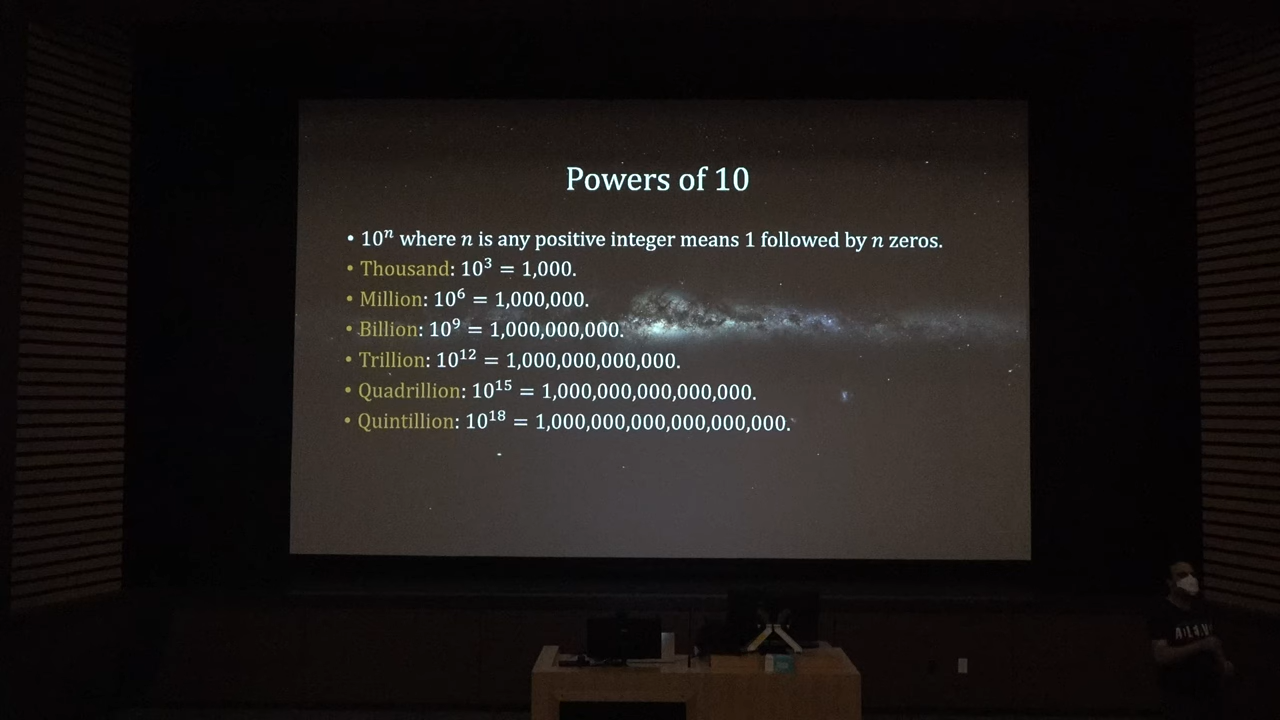 Powers of 10
• 10ⁿ where n is any positive integer means 1 followed by n zeros.
• Thousand: 10³ = 1,000.
• Million: 10⁶ = 1,000,000.
• Billion: 10⁹ = 1,000,000,000.
• Trillion: 10¹² = 1,000,000,000,000.
• Quadrillion: 10¹⁵ = 1,000,000,000,000,000.
• Quintillion: 10¹⁸ = 1,000,000,000,000,000,000.